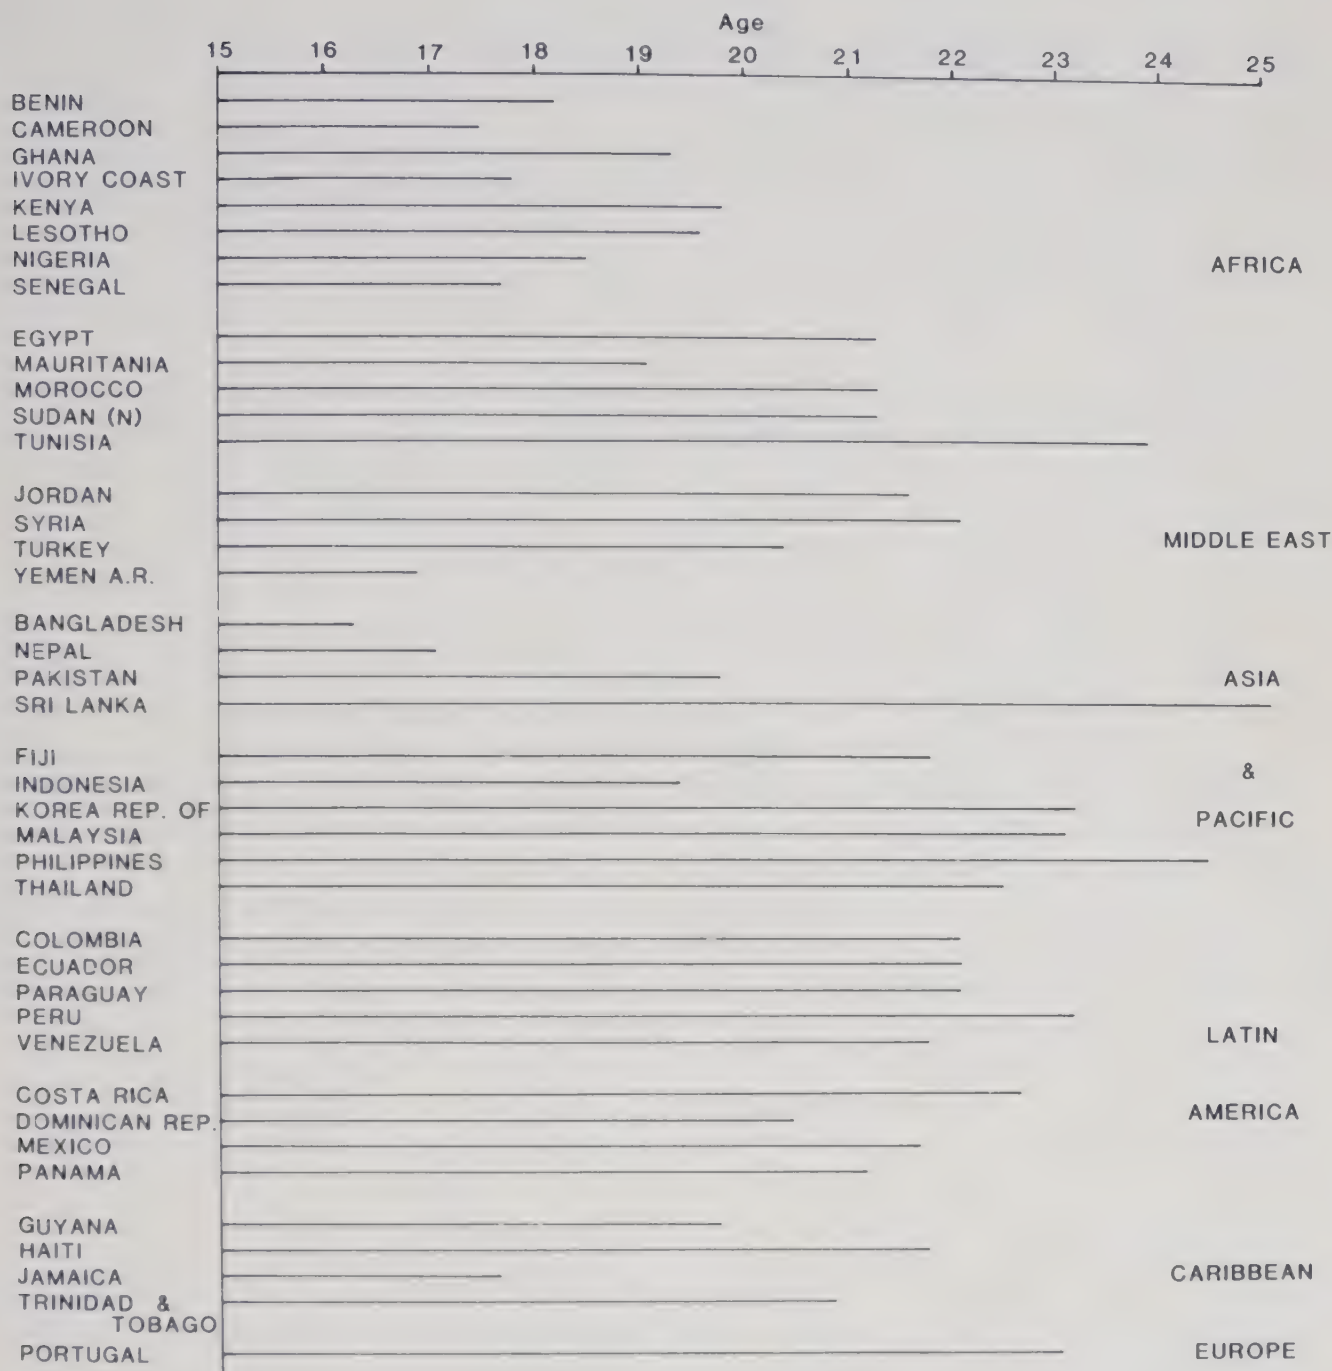 Age
15 16 17 18 19 20 21 22 23 24 25
BENIN
CAMEROON
GHANA
IVORY COAST
KENYA
LESOTHO
NIGERIA
AFRICA
SENEGAL
EGYPT
MAURITANIA
MOROCCO
SUDAN (N)
TUNISIA
JORDAN
SYRIA
TURKEY
MIDDLE EAST
YEMEN A.R.
BANGLADESH
NEPAL
PAKISTAN
ASIA
SRI LANKA
FIJI
&
INDONESIA
KOREA REP. OF
PACIFIC
MALAYSIA
PHILIPPINES
THAILAND
COLOMBIA
ECUADOR
PARAGUAY
PERU
LATIN
VENEZUELA
COSTA RICA
AMERICA
DOMINICAN REP.
MEXICO
PANAMA
GUYANA
HAITI
CARIBBEAN
JAMAICA
TRINIDAD &
TOBAGO
PORTUGAL
EUROPE